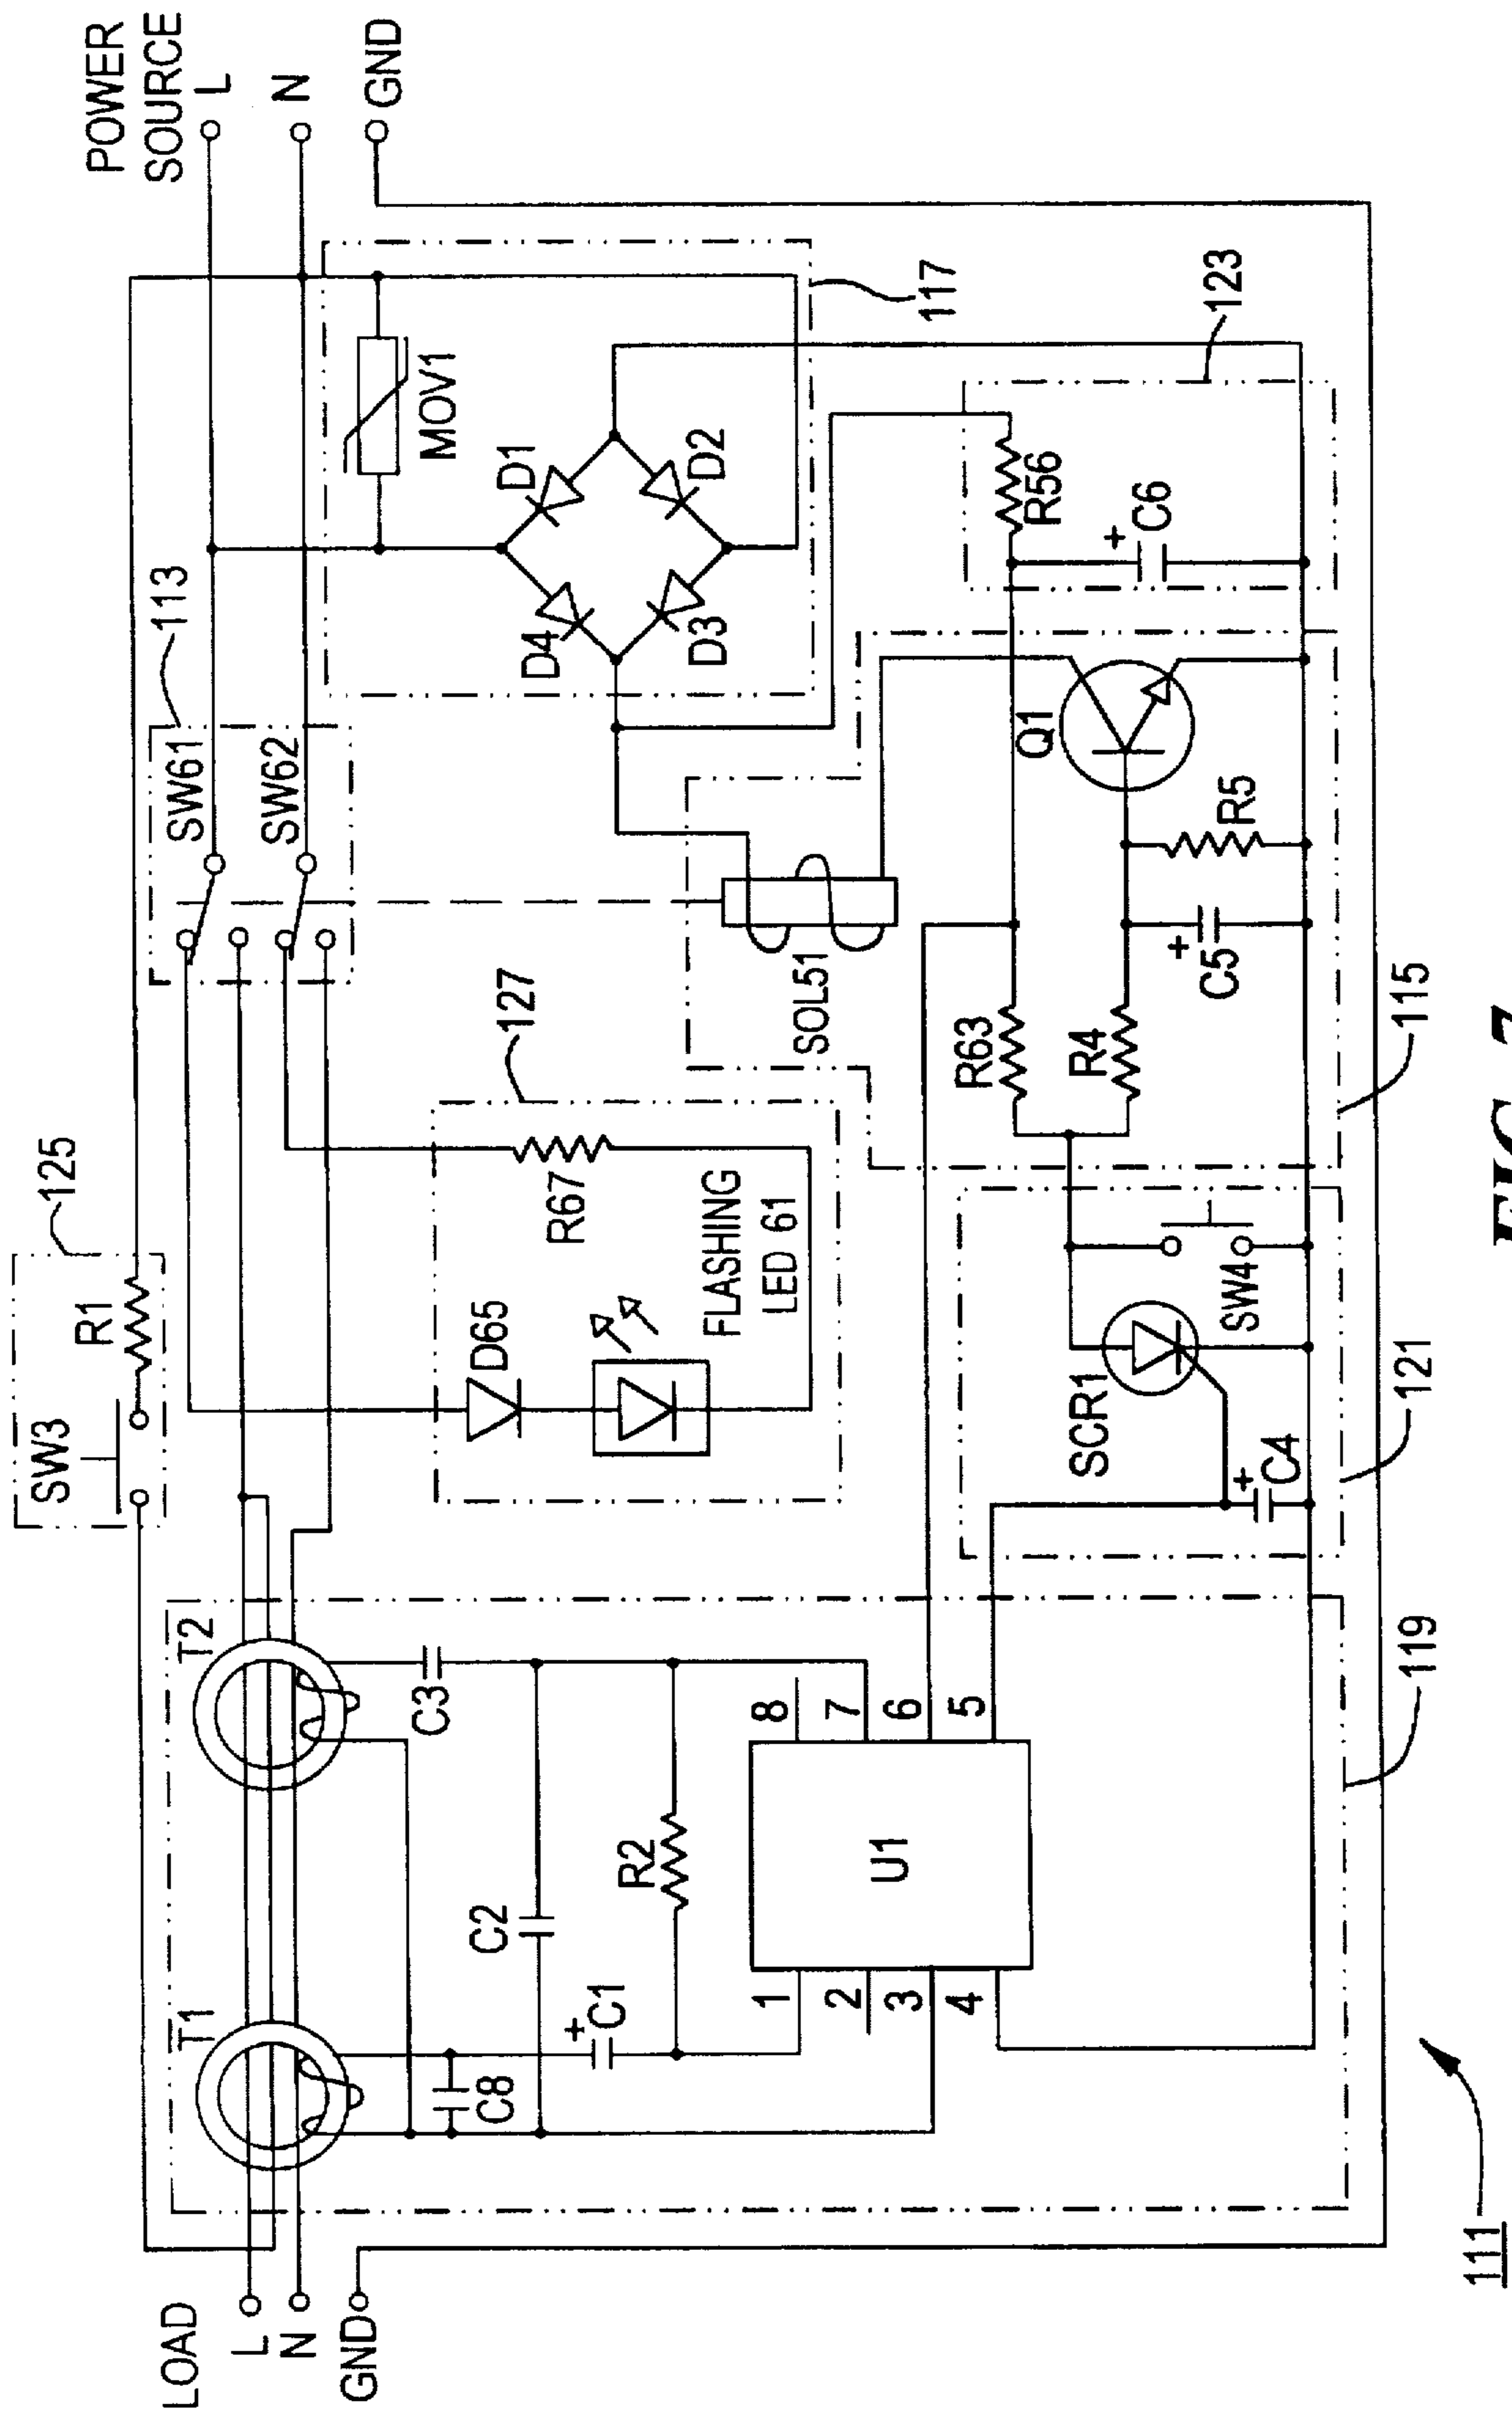 POWER
SOURCE
L
N
GND
117
MOV1
D1
D2
D4
D3
123
R56
+
C6
113
SW61
SW62
SOL51
Q1
R5
+
C5
R63
R4
115
127
R67
FLASHING
LED 61
D65
125
R1
SW3
SW4
SCR1
+
C4
121
T2
C3
8
7
6
5
119
R2
U1
C2
T1
+
C1
1
2
3
4
C8
LOAD
L
N
GND
111